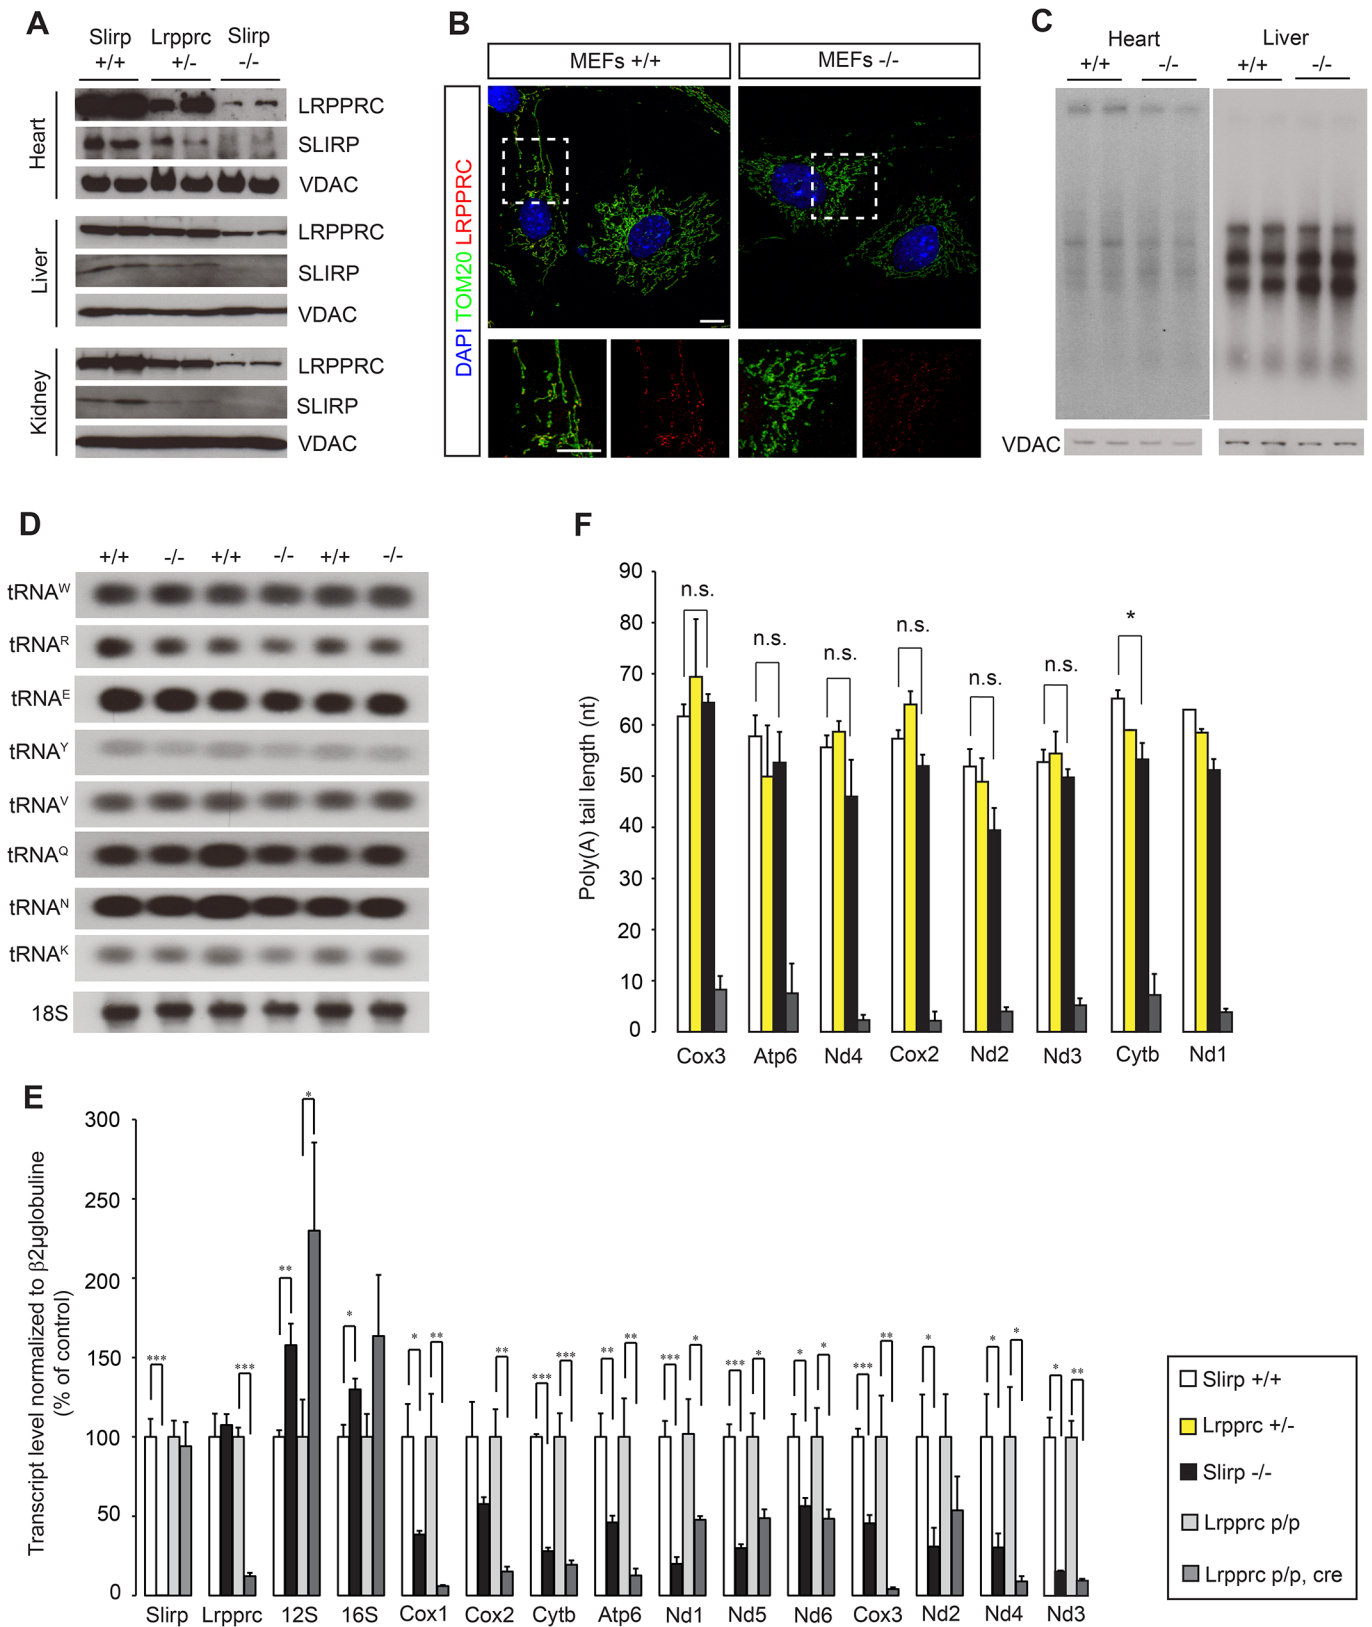 A
Slirp Lrpprc Slirp
+/+ +/- -/-
Heart
LRPPRC
SLIRP
VDAC
Liver
LRPPRC
SLIRP
VDAC
Kidney
LRPPRC
SLIRP
VDAC
B
MEFs +/+ MEFs -/-
DAPI TOM20 LRPPRC
C
Heart Liver
+/+ -/- +/+ -/-
VDAC
D
+/+ -/- +/+ -/- +/+ -/-
tRNAᵂ
tRNAᴿ
tRNAᴱ
tRNAʸ
tRNAⱽ
tRNAQ
tRNAᴺ
tRNAᴷ
18S
F
Poly(A) tail length (nt)
90
80
70
60
50
40
30
20
10
0
n.s. n.s. n.s. n.s. n.s. n.s. *
Cox3 Atp6 Nd4 Cox2 Nd2 Nd3 Cytb Nd1
E
Transcript level normalized to β2μglobuline
(% of control)
300
250
200
150
100
50
0
*** *** ** * * * ** ** *** *** ** ** *** * *** * * * *** ** * * * * **
Slirp Lrpprc 12S 16S Cox1 Cox2 Cytb Atp6 Nd1 Nd5 Nd6 Cox3 Nd2 Nd4 Nd3
Slirp +/+
Lrpprc +/-
Slirp -/-
Lrpprc p/p
Lrpprc p/p, cre